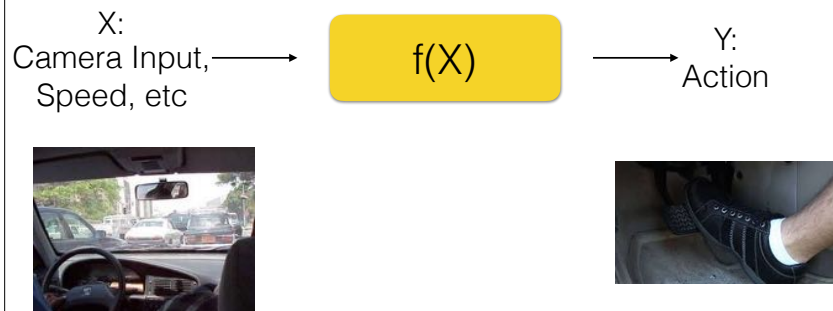 X:
Camera Input,
Speed, etc
f(X)
Y:
Action